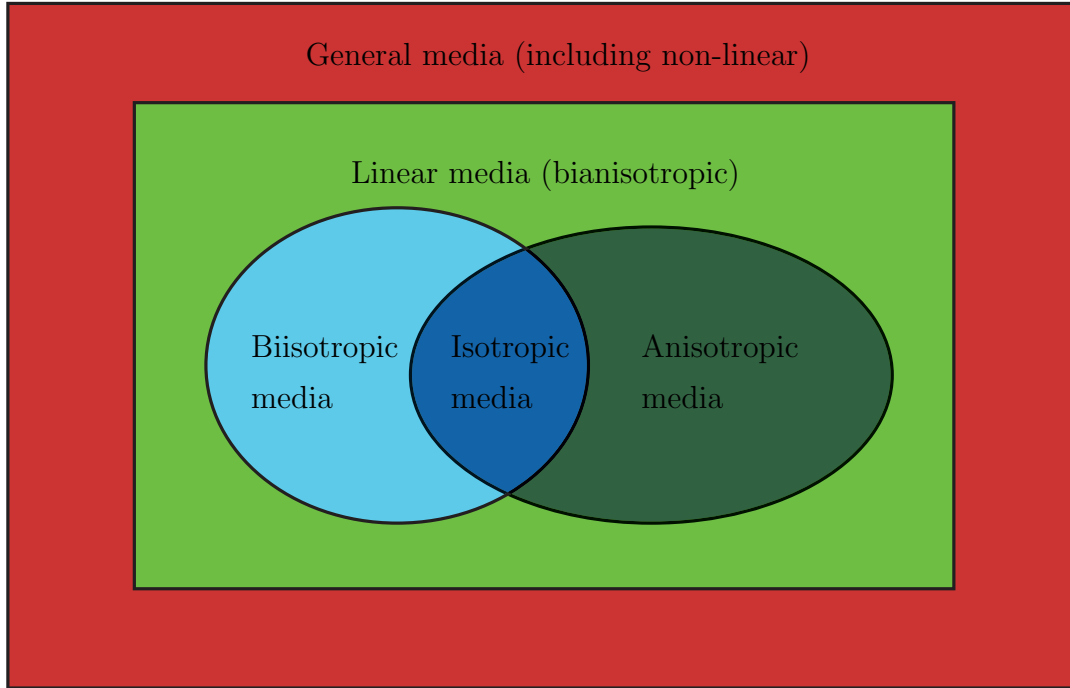 General media (including non-linear)
Linear media (bianisotropic)
Biisotropic
media
Isotropic
media
Anisotropic
media